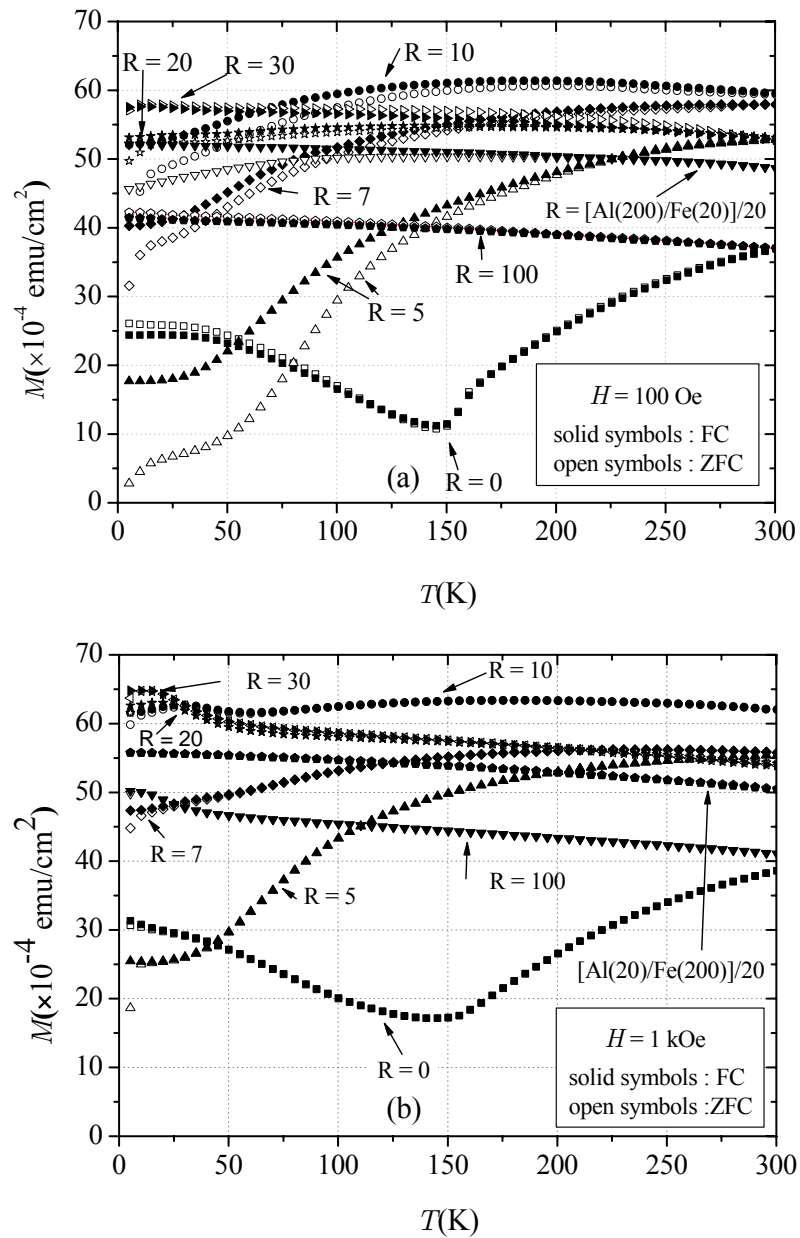 70
60
50
40
30
20
10
0
M(×10⁻⁴ emu/cm²)
R = 20
R = 30
R = 10
R = 7
R = [Al(200)/Fe(20)]/20
R = 100
R = 5
R = 0
H = 100 Oe
solid symbols : FC
open symbols : ZFC
(a)
0 50 100 150 200 250 300
T(K)
70
60
50
40
30
20
10
0
M(×10⁻⁴ emu/cm²)
R = 30
R = 10
R = 20
R = 7
R = 5
R = 100
[Al(20)/Fe(200)]/20
R = 0
H = 1 kOe
solid symbols : FC
open symbols :ZFC
(b)
0 50 100 150 200 250 300
T(K)